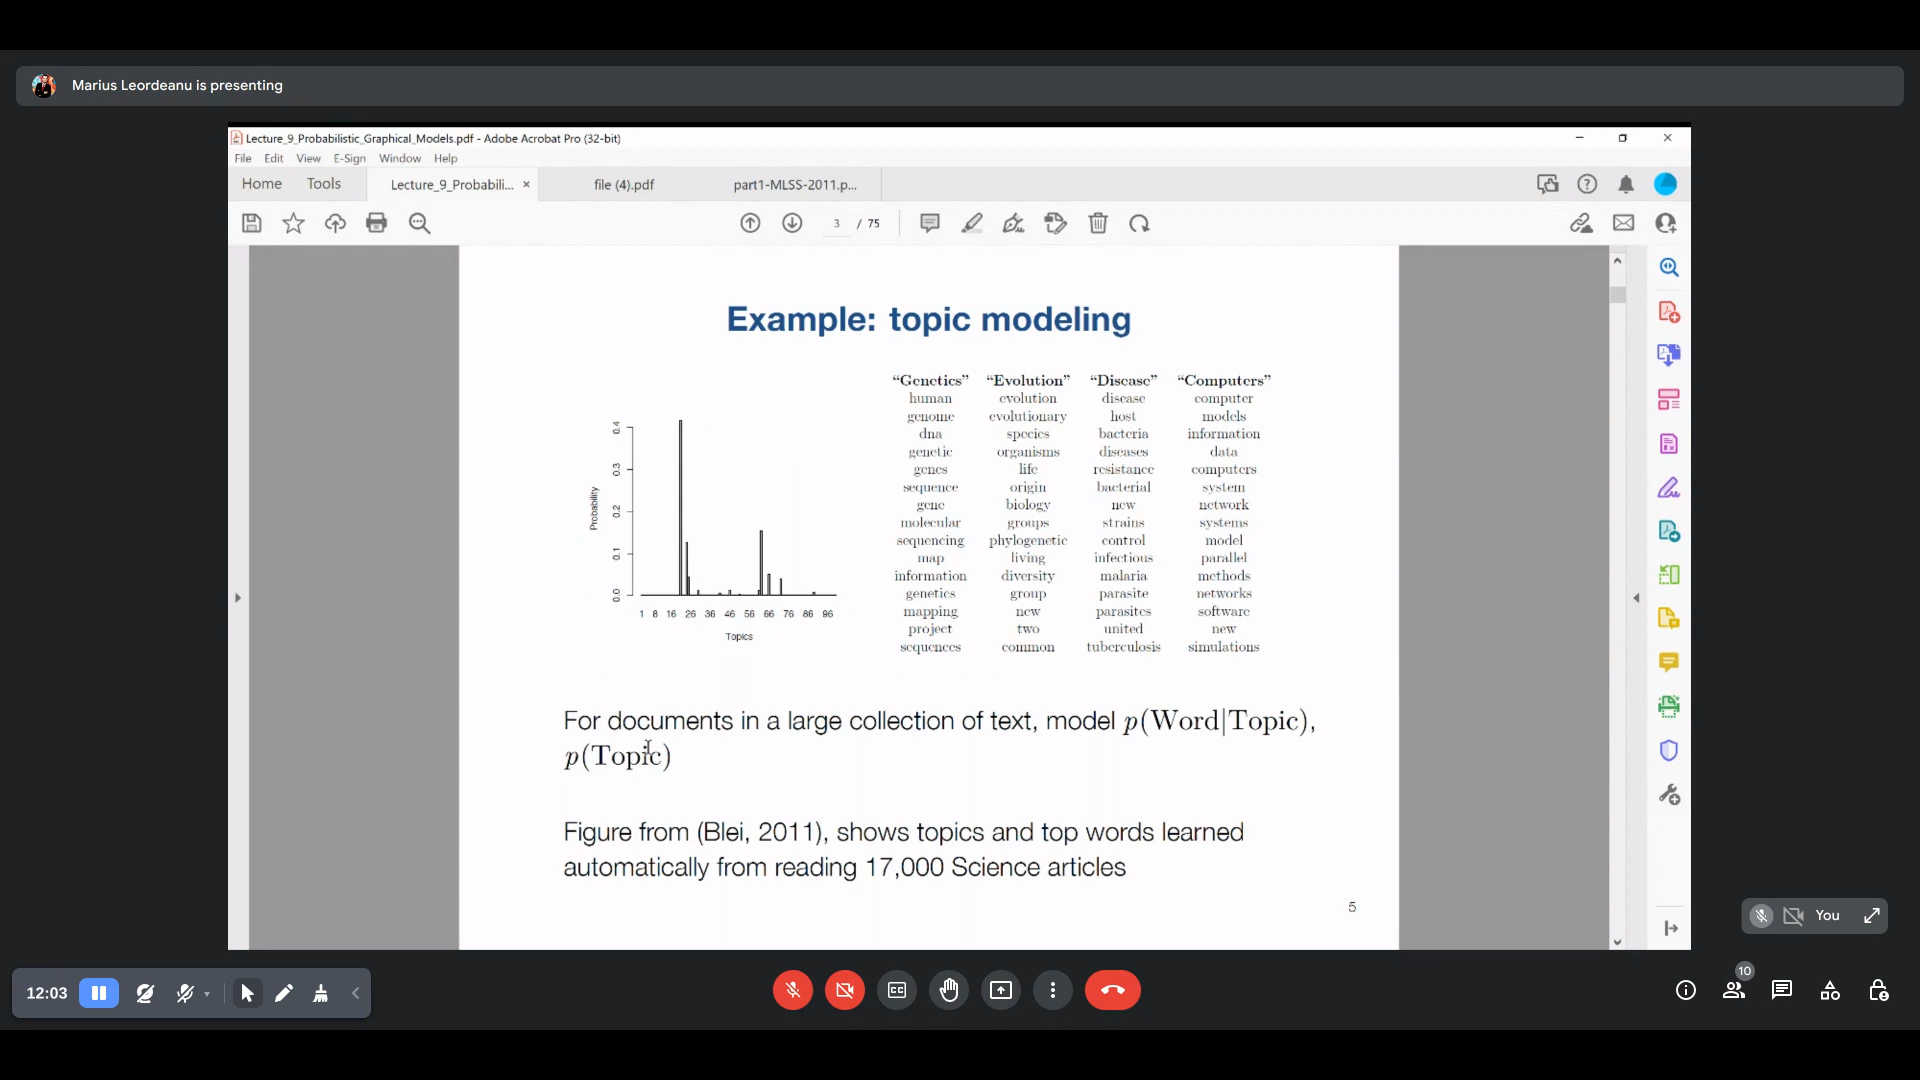 Marius Leordeanu is presenting
Lecture_9_Probabilistic_Graphical_Models.pdf - Adobe Acrobat Pro (32-bit)
File Edit View E-Sign Window Help
Home Tools Lecture_9_Probabili... × file (4).pdf part1-MLSS-2011.p...
3 / 75
Example: topic modeling
“Genetics” “Evolution” “Disease” “Computers”
human evolution disease computer
genome evolutionary host models
dna species bacteria information
genetic organisms diseases data
genes life resistance computers
sequence origin bacterial system
gene biology new network
molecular groups strains systems
sequencing phylogenetic control model
map living infectious parallel
information diversity malaria methods
genetics group parasite networks
mapping new parasites software
project two united new
sequences common tuberculosis simulations
Probability
0.4
0.3
0.2
0.1
0.0
1 8 16 26 36 46 56 66 76 86 96
Topics
For documents in a large collection of text, model p(Word|Topic),
p(Topic)
Figure from (Blei, 2011), shows topics and top words learned
automatically from reading 17,000 Science articles
5
You
12:03
10